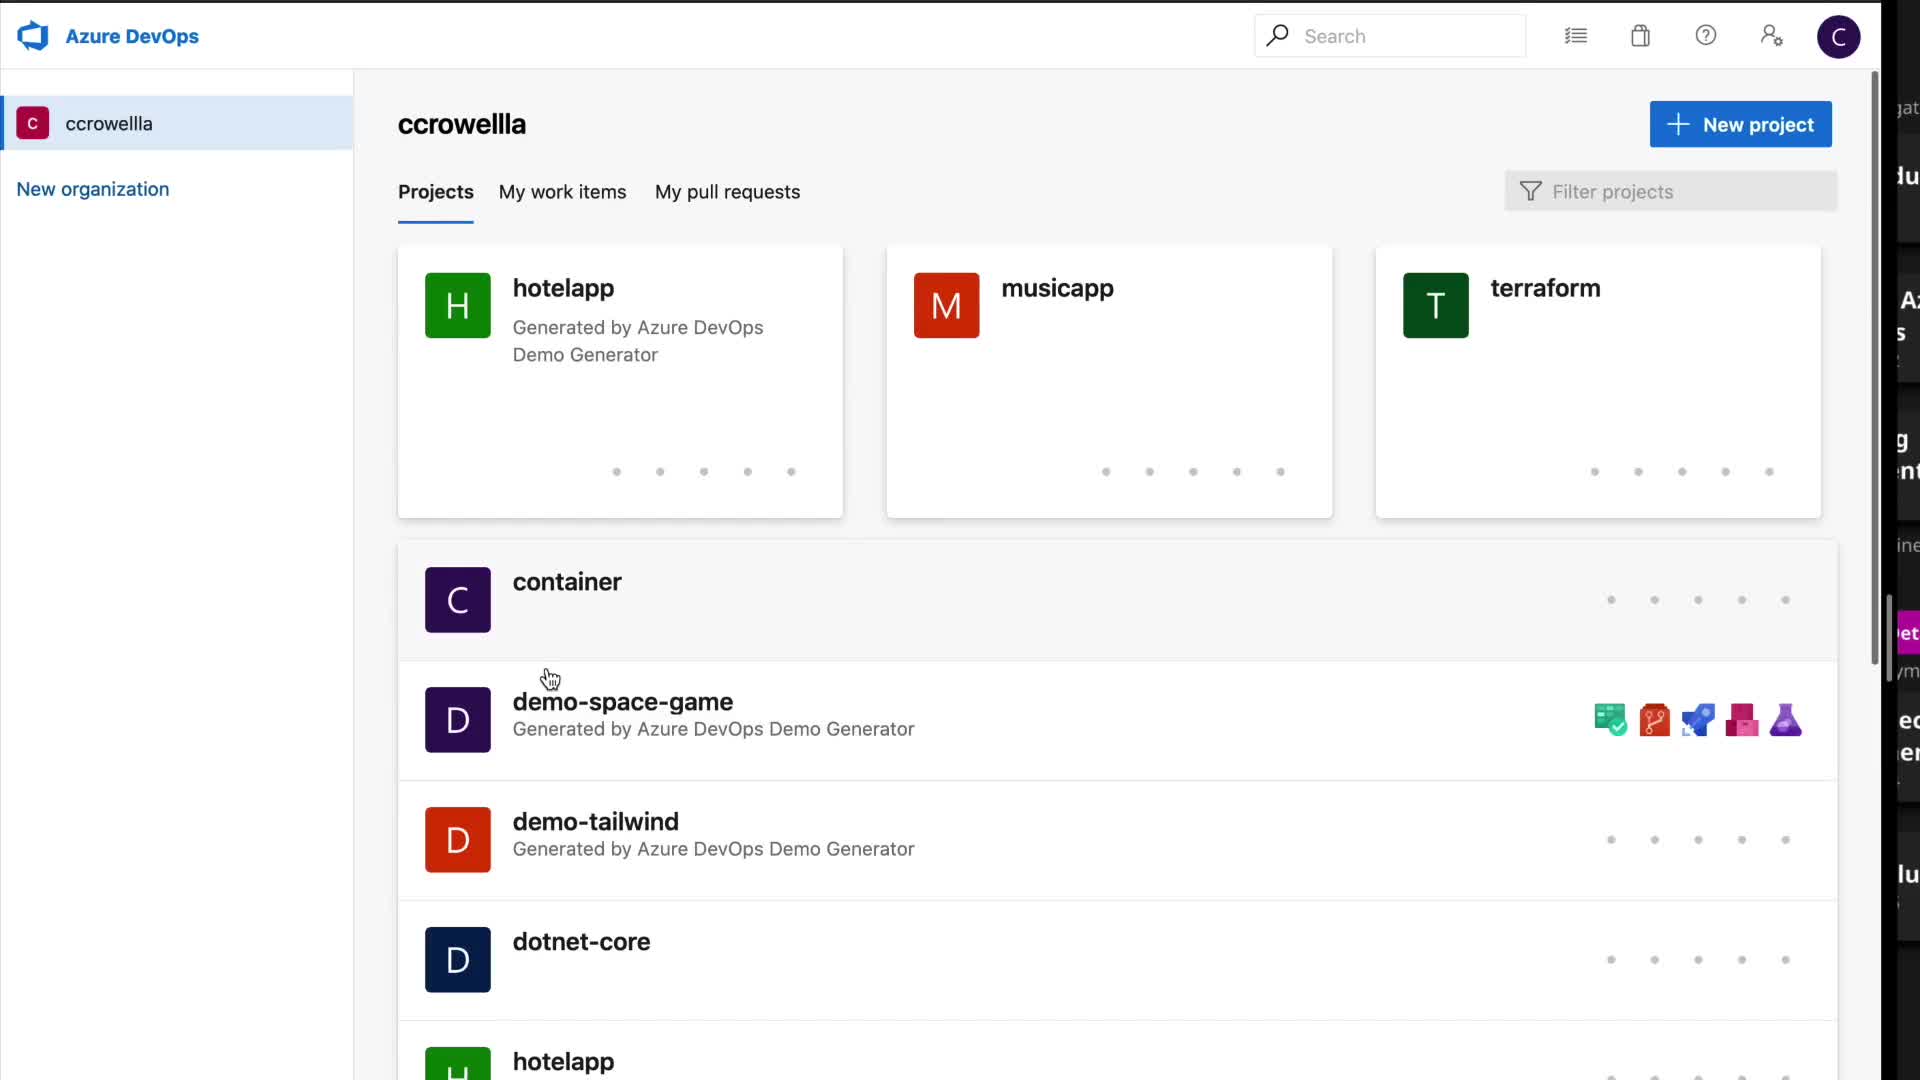 Azure DevOps
Search
C
C
ccrowellla
New organization
ccrowellla
New project
Projects
My work items
My pull requests
Filter projects
H
hotelapp
Generated by Azure DevOps
Demo Generator
M
musicapp
T
terraform
C
container
D
demo-space-game
Generated by Azure DevOps Demo Generator
D
demo-tailwind
Generated by Azure DevOps Demo Generator
D
dotnet-core
H
hotelapp